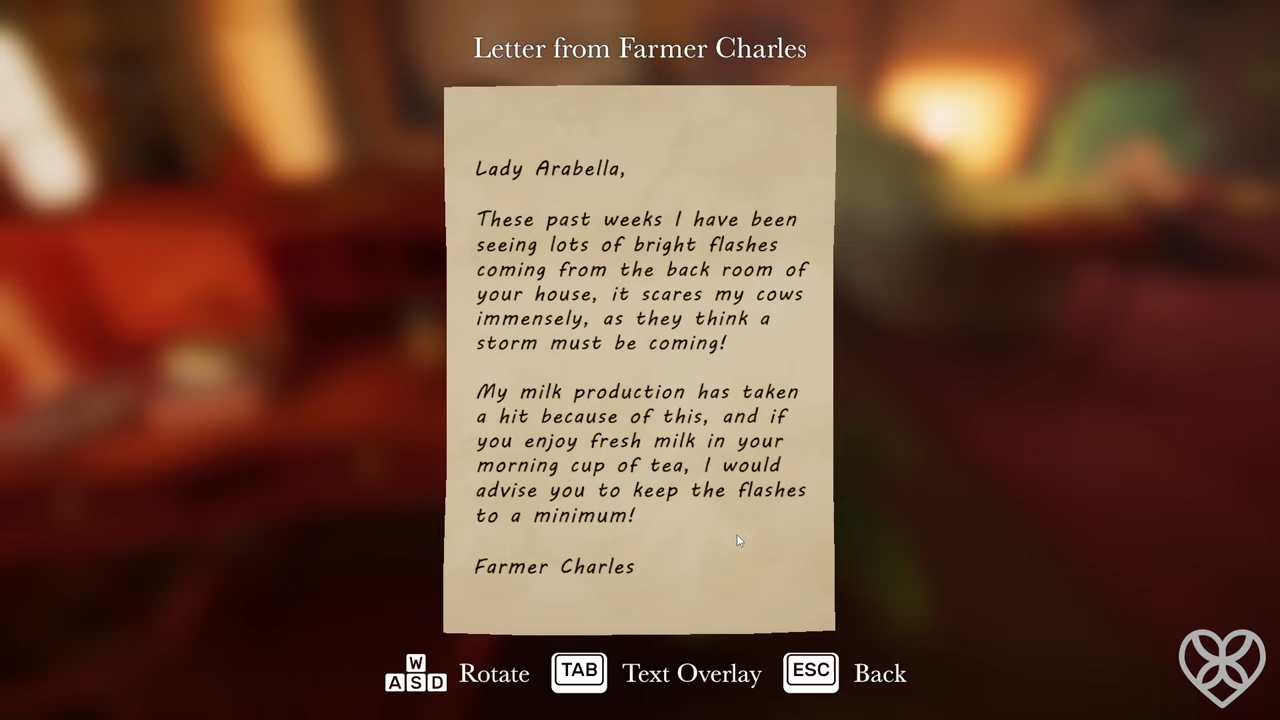 Letter from Farmer Charles
Lady Arabella,
These past weeks I have been
seeing lots of bright flashes
coming from the back room of
your house, it scares my cows
immensely, as they think a
storm must be coming!
My milk production has taken
a hit because of this, and if
you enjoy fresh milk in your
morning cup of tea, I would
advise you to keep the flashes
to a minimum!
Farmer Charles
W
A S D Rotate TAB Text Overlay ESC Back